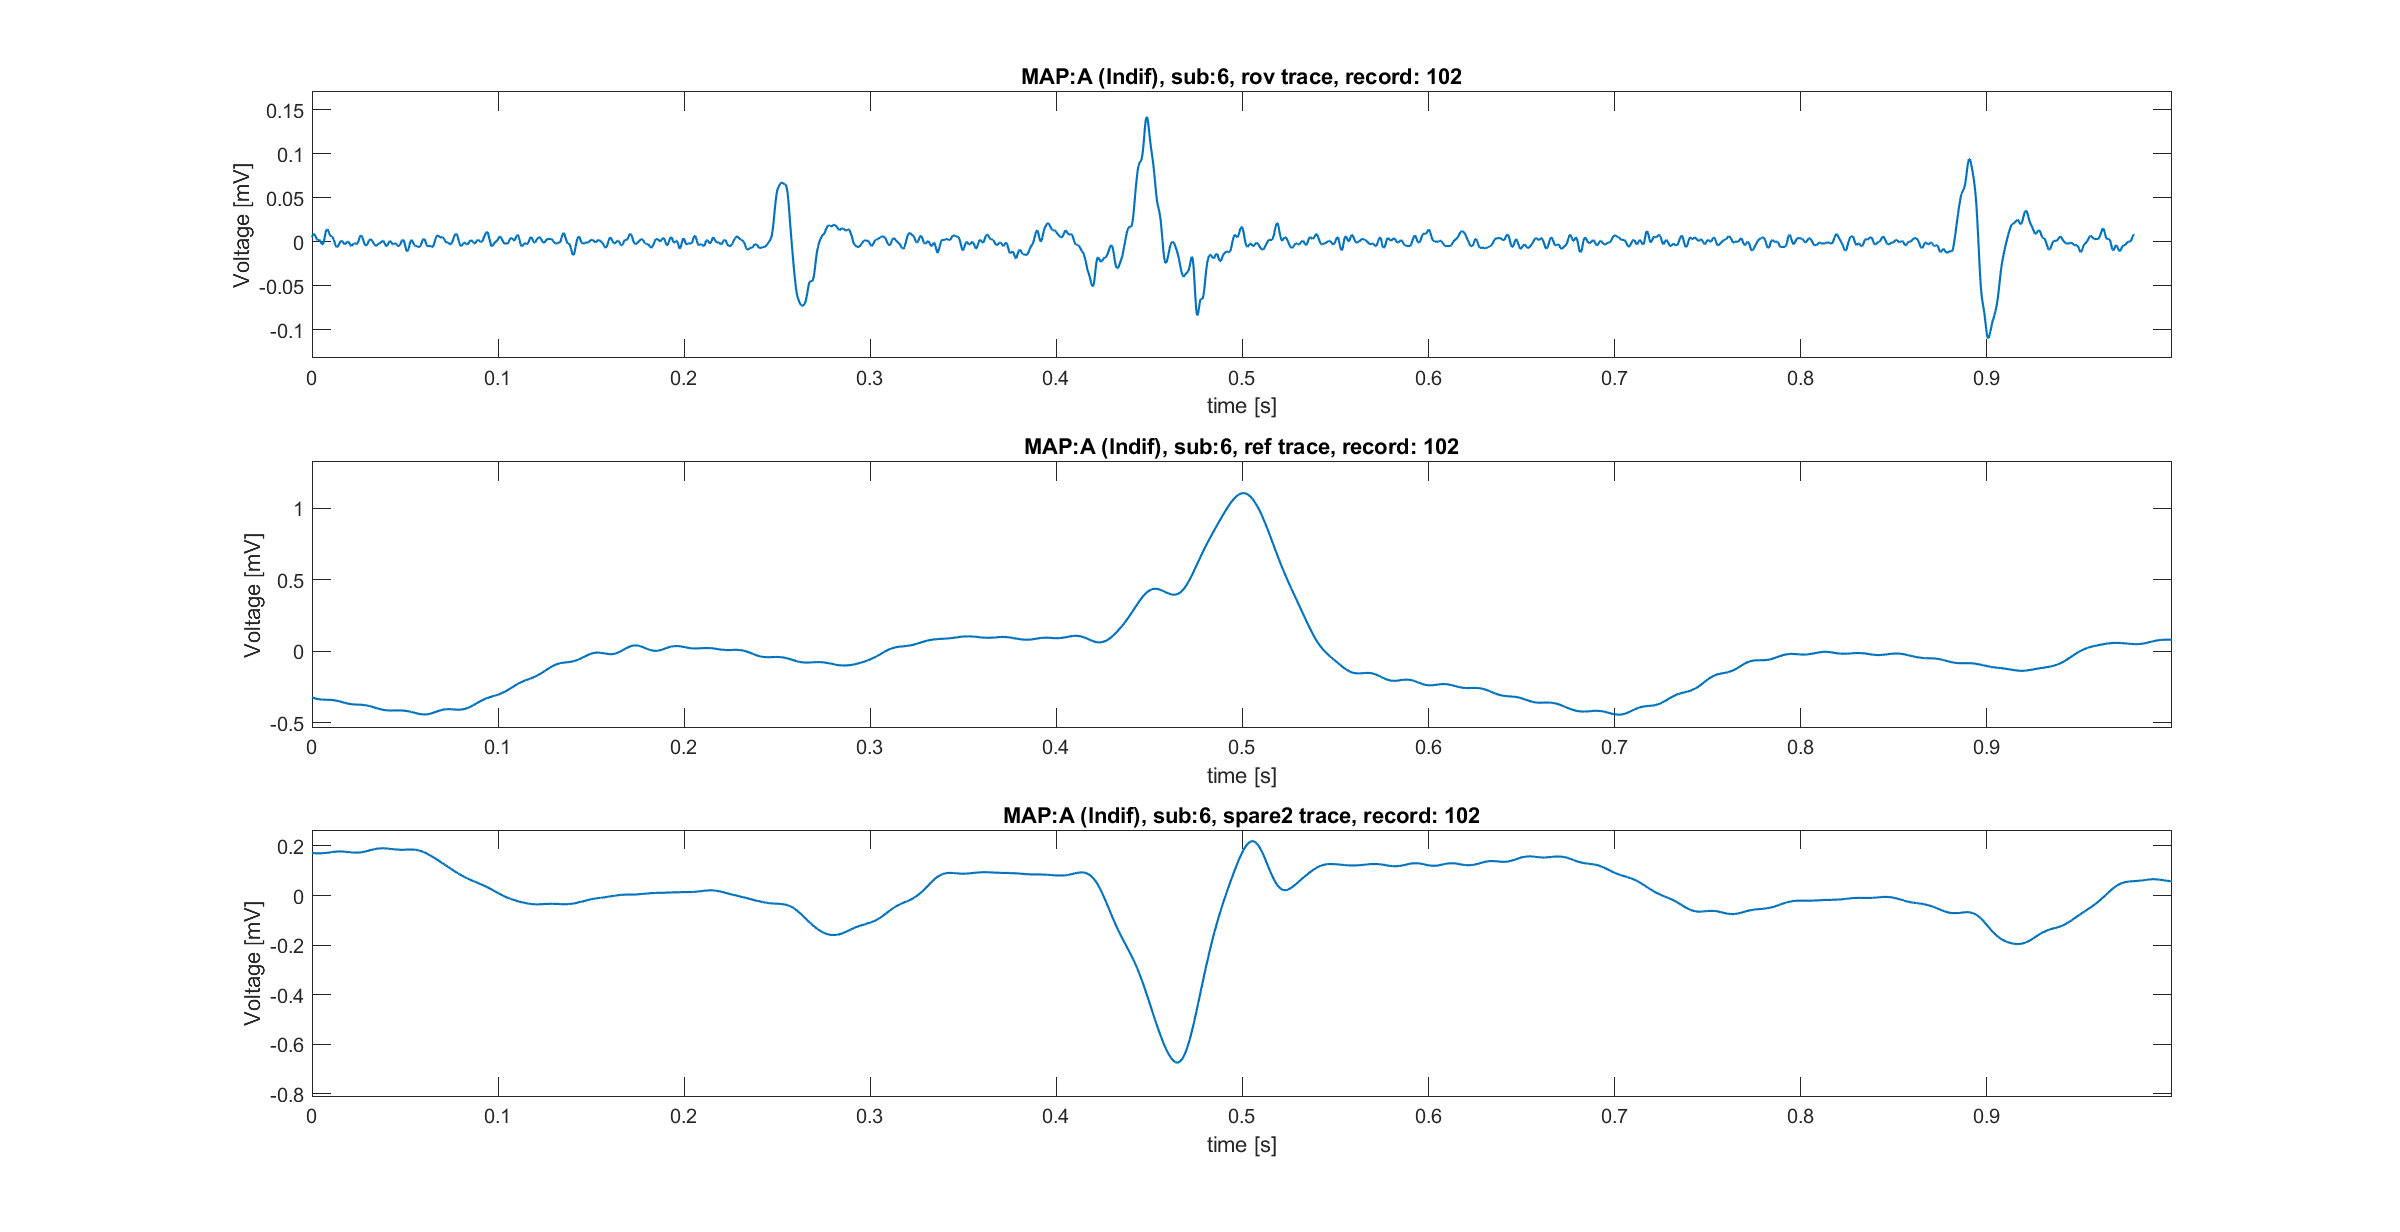 MAP:A (Indif), sub:6, rov trace, record: 102
0.15
0.1
0.05
0
-0.05
-0.1
Voltage [mV]
0 0.1 0.2 0.3 0.4 0.5 0.6 0.7 0.8 0.9
time [s]
MAP:A (Indif), sub:6, ref trace, record: 102
1
0.5
0
-0.5
Voltage [mV]
0 0.1 0.2 0.3 0.4 0.5 0.6 0.7 0.8 0.9
time [s]
MAP:A (Indif), sub:6, spare2 trace, record: 102
0.2
0
-0.2
-0.4
-0.6
-0.8
Voltage [mV]
0 0.1 0.2 0.3 0.4 0.5 0.6 0.7 0.8 0.9
time [s]